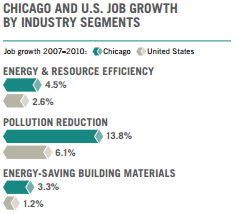 CHICAGO AND U.S. JOB GROWTH
BY INDUSTRY SEGMENTS
Job growth 2007–2010: Chicago United States
ENERGY & RESOURCE EFFICIENCY
4.5%
2.6%
POLLUTION REDUCTION
13.8%
6.1%
ENERGY-SAVING BUILDING MATERIALS
3.3%
1.2%